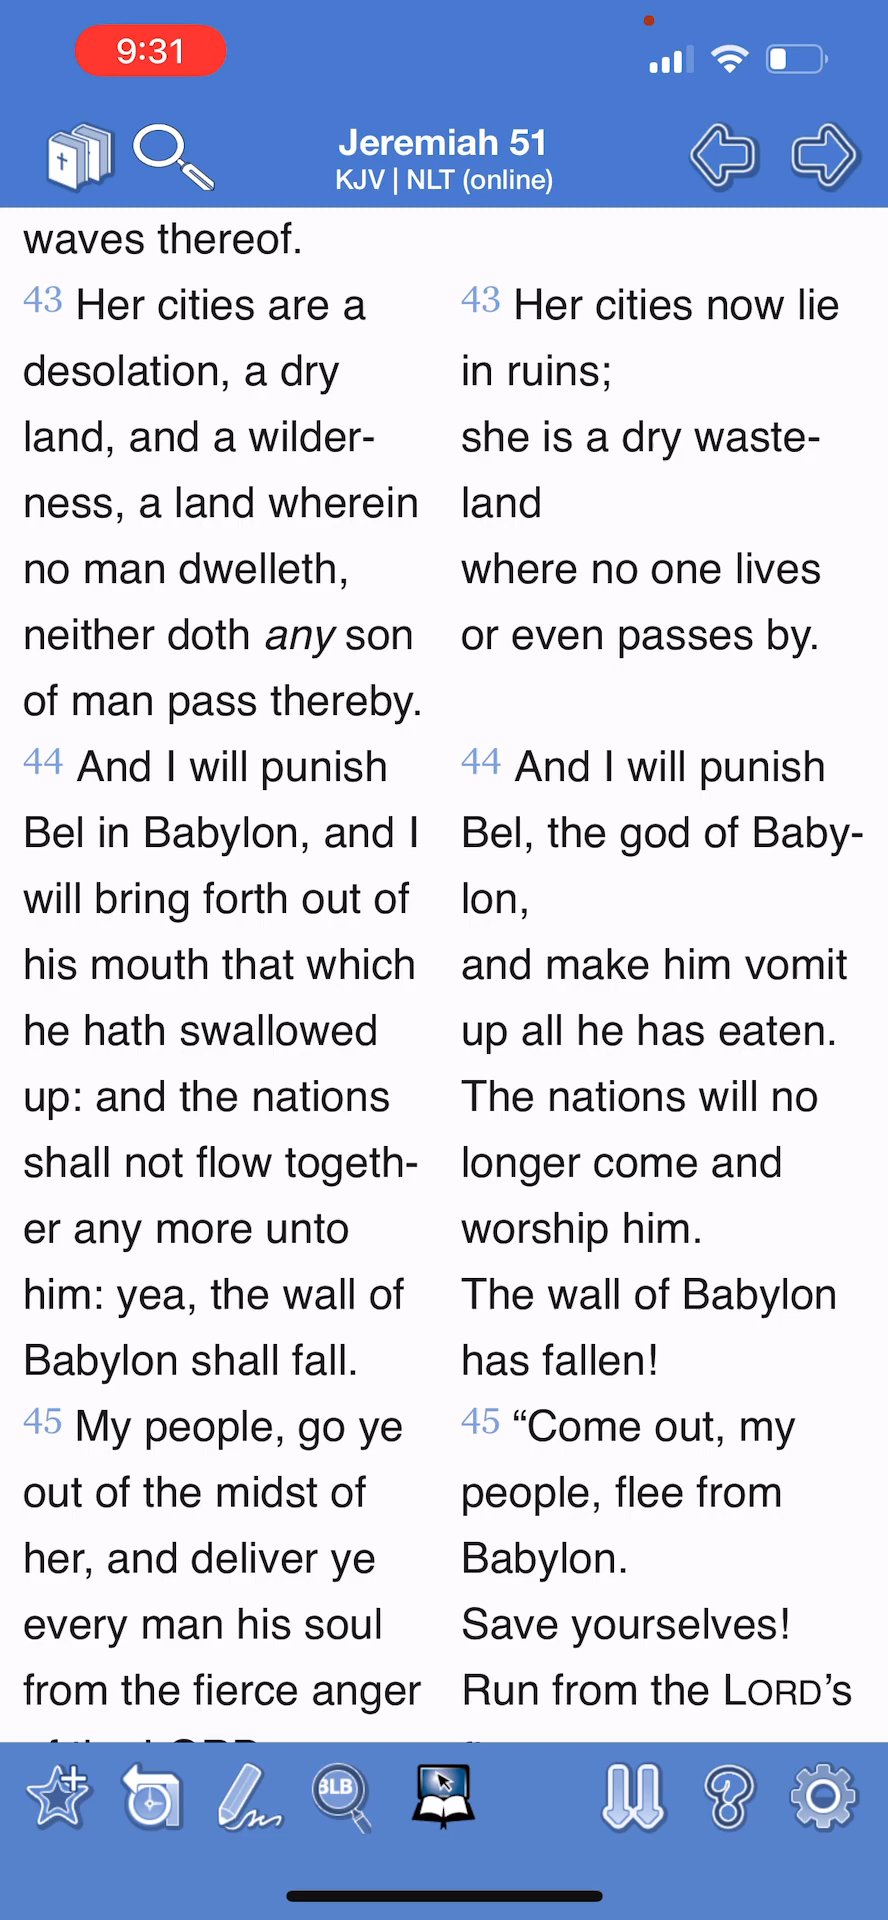 9:31
Jeremiah 51
KJV | NLT (online)
waves thereof.
43 Her cities are a
desolation, a dry
land, and a wilder-
ness, a land wherein
no man dwelleth,
neither doth any son
of man pass thereby.
44 And I will punish
Bel in Babylon, and I
will bring forth out of
his mouth that which
he hath swallowed
up: and the nations
shall not flow togeth-
er any more unto
him: yea, the wall of
Babylon shall fall.
45 My people, go ye
out of the midst of
her, and deliver ye
every man his soul
from the fierce anger
43 Her cities now lie
in ruins;
she is a dry waste-
land
where no one lives
or even passes by.
44 And I will punish
Bel, the god of Baby-
lon,
and make him vomit
up all he has eaten.
The nations will no
longer come and
worship him.
The wall of Babylon
has fallen!
45 “Come out, my
people, flee from
Babylon.
Save yourselves!
Run from the LORD’s
BLB